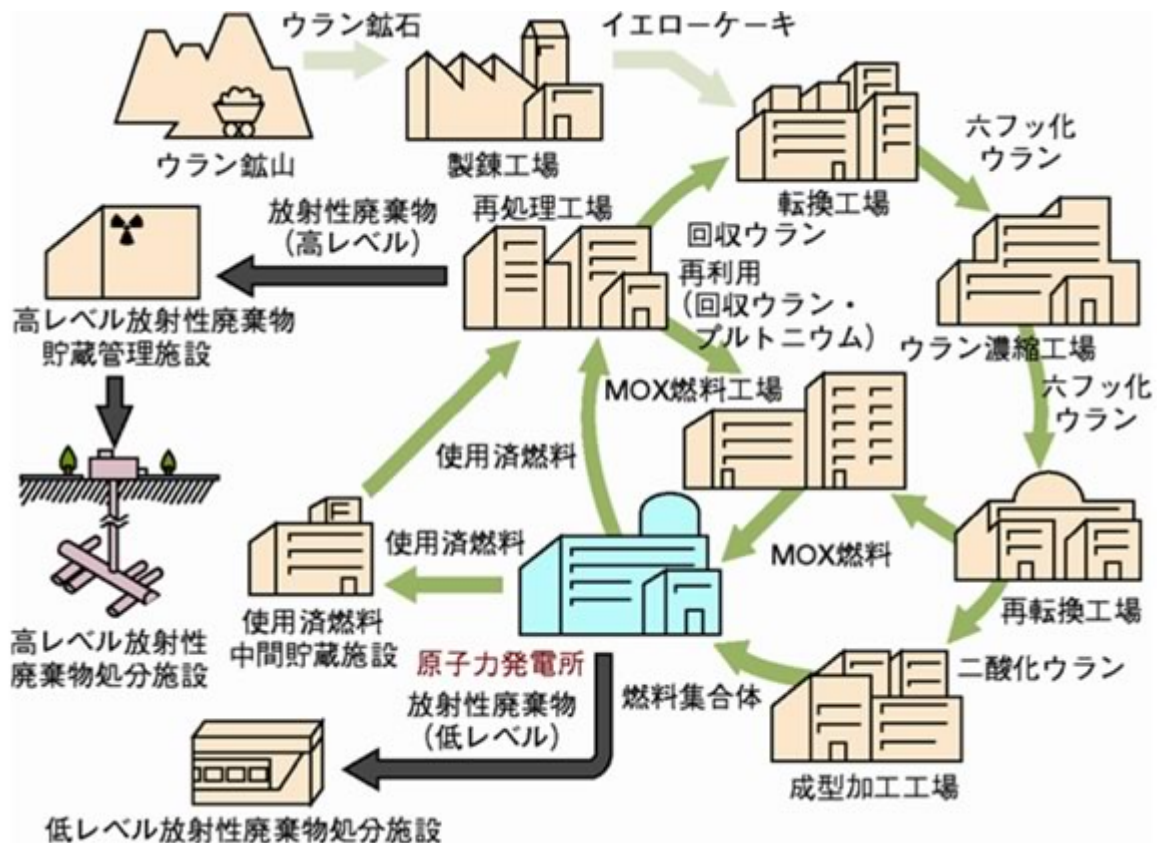 ウラン鉱石
イエローケーキ
ウラン鉱山
製錬工場
転換工場
六フッ化
ウラン
放射性廃棄物
(高レベル)
再処理工場
回収ウラン
再利用
(回収ウラン・
プルトニウム)
ウラン濃縮工場
高レベル放射性廃棄物
貯蔵管理施設
MOX燃料工場
六フッ化
ウラン
使用済燃料
使用済燃料
MOX燃料
再転換工場
高レベル放射性
廃棄物処分施設
使用済燃料
中間貯蔵施設
原子力発電所
二酸化ウラン
放射性廃棄物
(低レベル)
燃料集合体
成型加工工場
低レベル放射性廃棄物処分施設